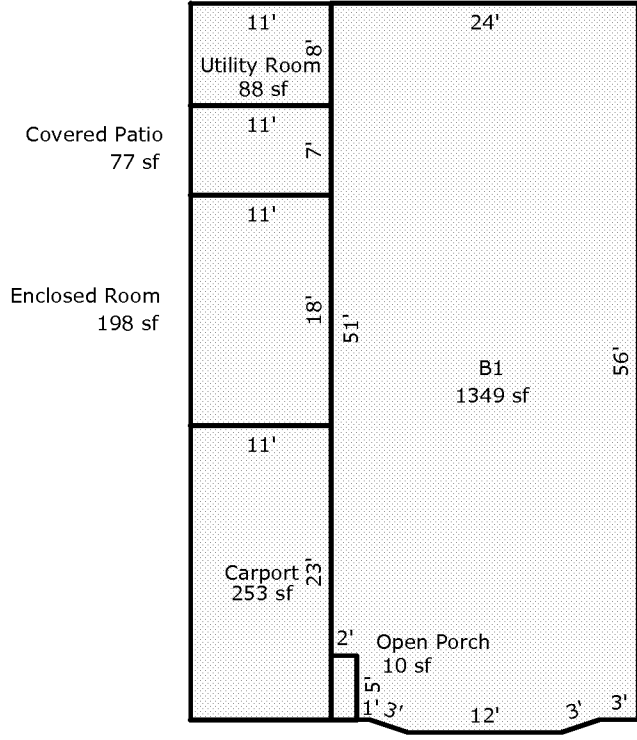 11'
24'
8'
Utility Room
88 sf
11'
Covered Patio
77 sf
7'
11'
Enclosed Room
198 sf
18'
51'
56'
B1
1349 sf
11'
Carport
253 sf
23'
2'
Open Porch
10 sf
5'
1'
3'
12'
3'
3'